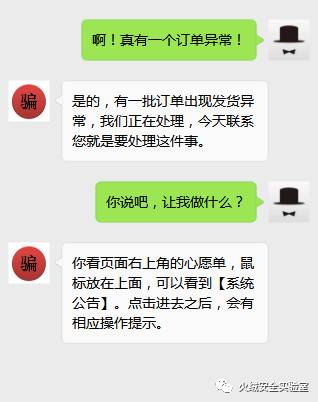 啊！真有一个订单异常！
骗
是的，有一批订单出现发货异
常，我们正在处理，今天联系
您就是要处理这件事。
你说吧，让我做什么？
骗
你看页面右上角的心愿单，鼠
标放在上面，可以看到【系统
公告】。点击进去之后，会有
相应操作提示。
火绒安全实验室